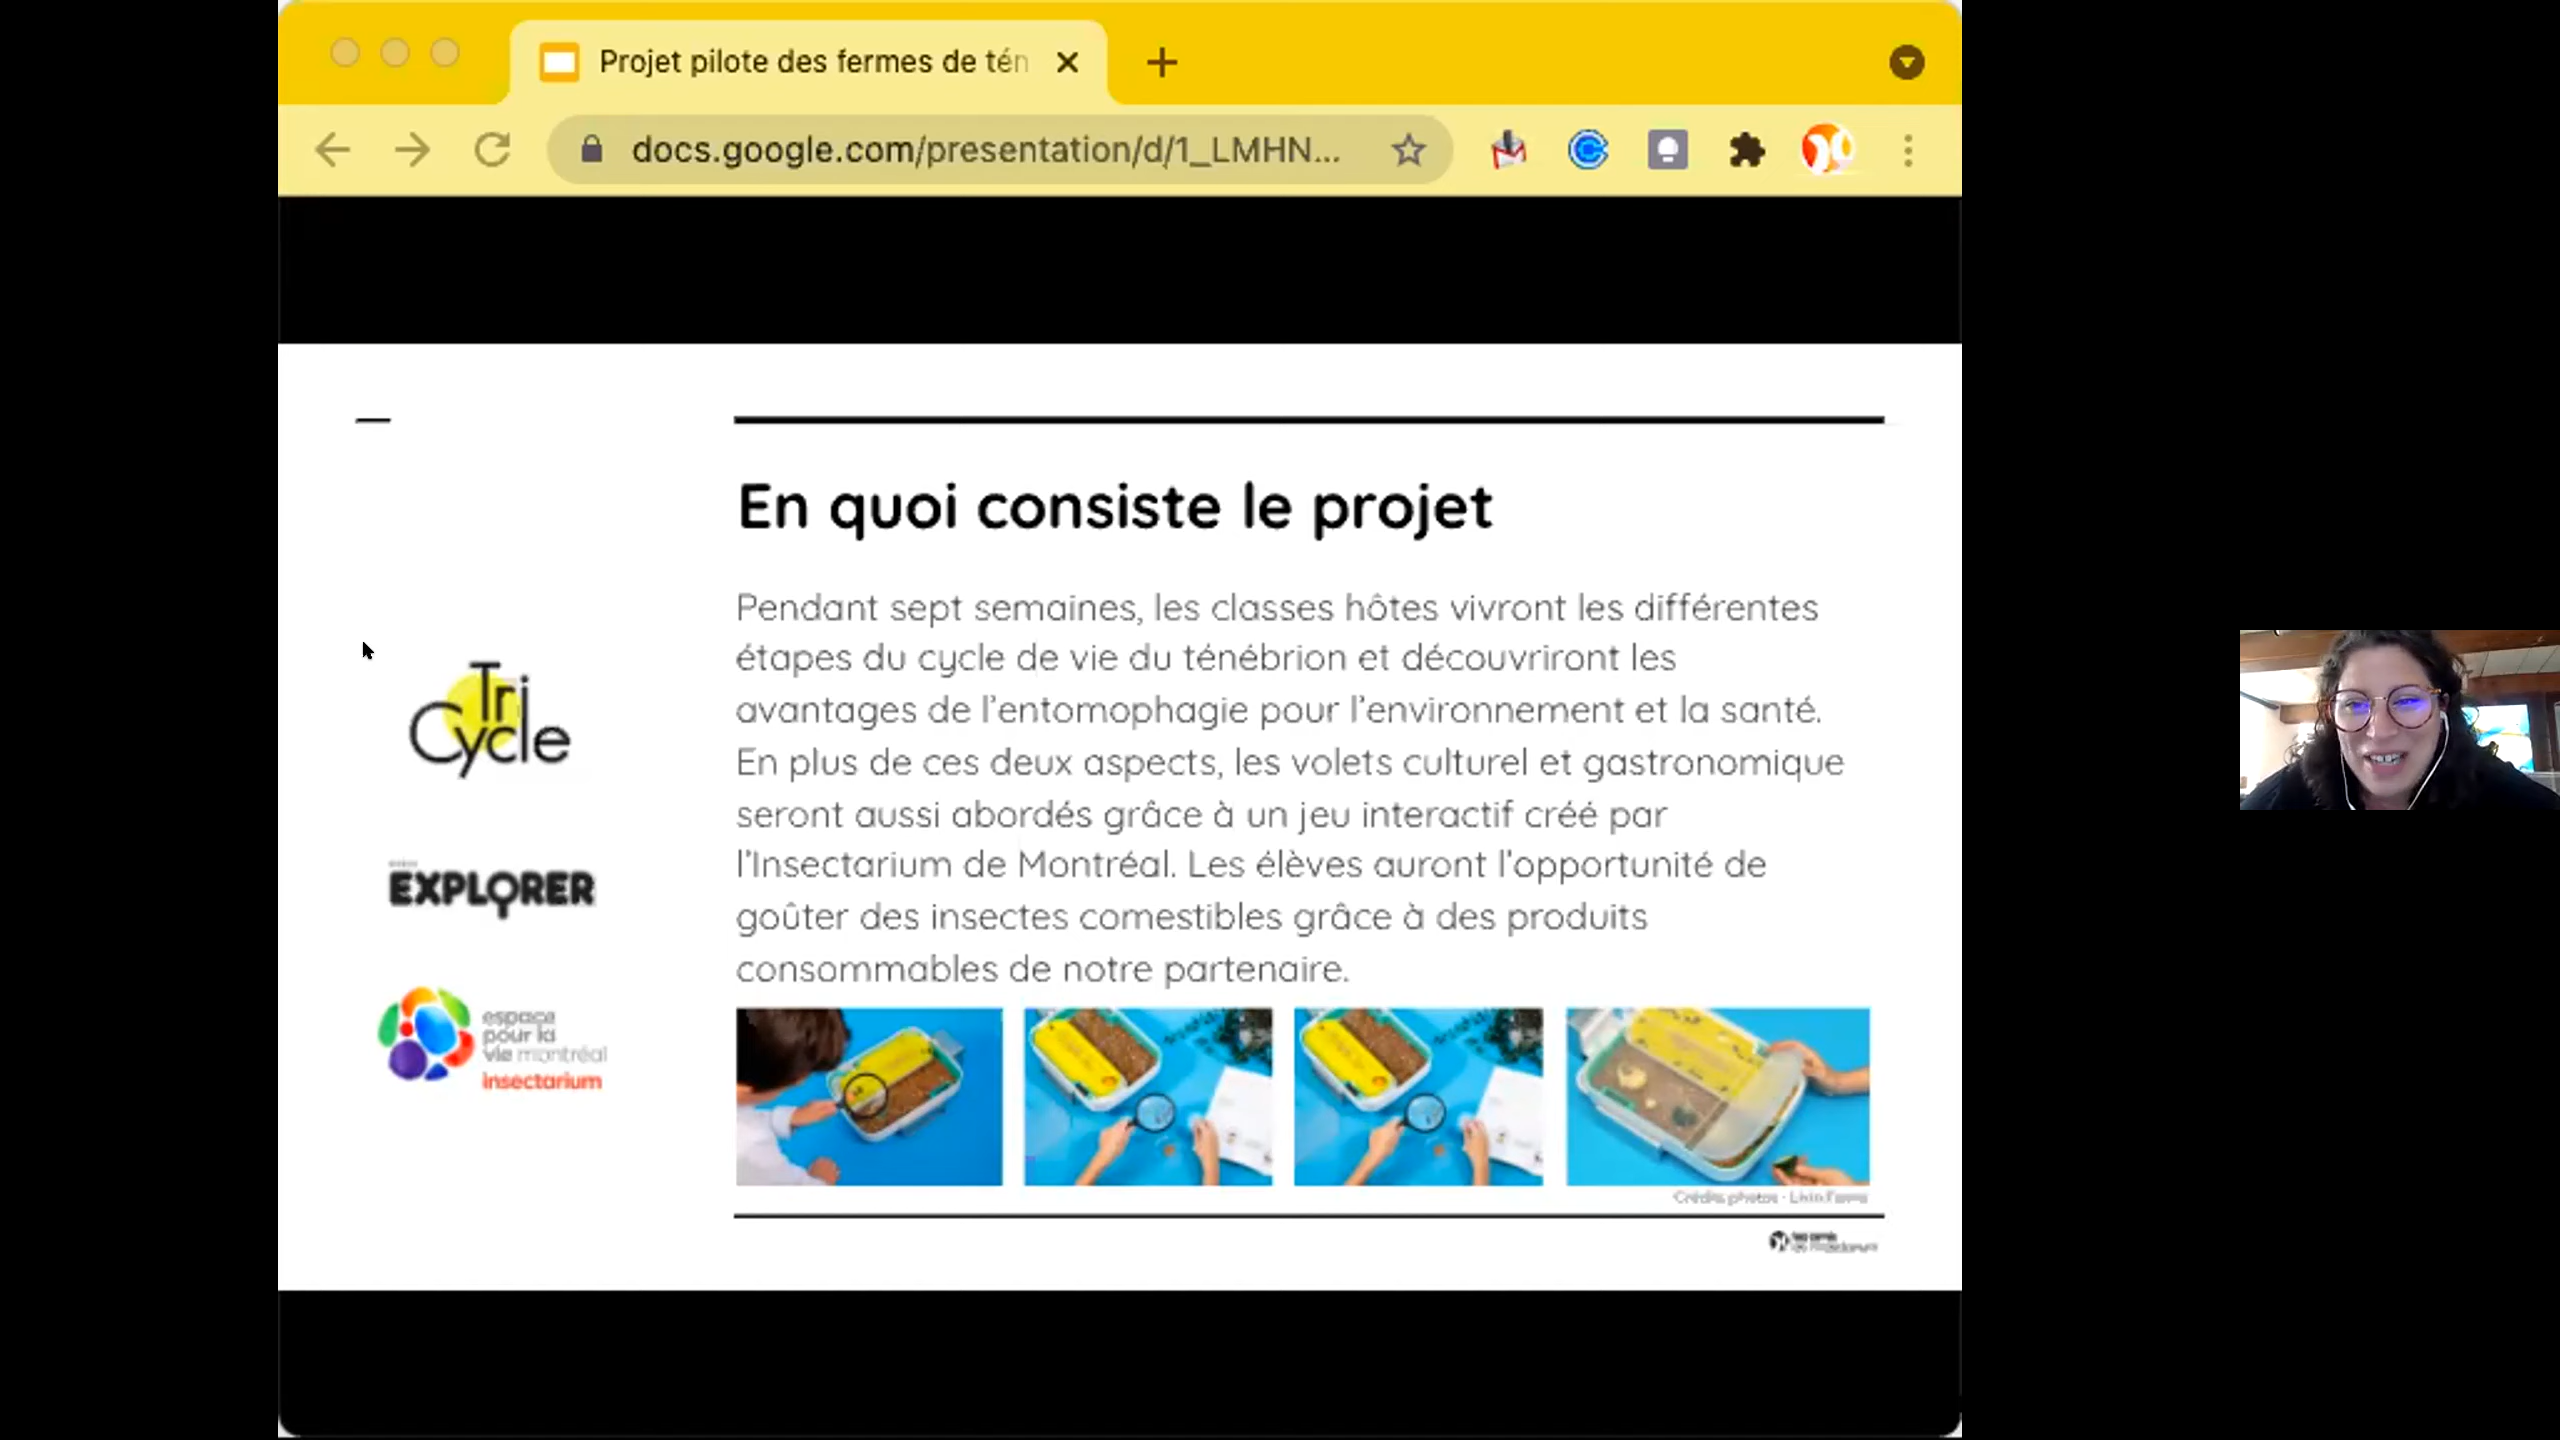 Projet pilote des fermes de tén
docs.google.com/presentation/d/1_LMHN...
En quoi consiste le projet
Pendant sept semaines, les classes hôtes vivront les différentes
étapes du cycle de vie du ténébrion et découvriront les
avantages de l'entomophagie pour l'environnement et la santé.
En plus de ces deux aspects, les volets culturel et gastronomique
seront aussi abordés grâce à un jeu interactif créé par
l'Insectarium de Montréal. Les élèves auront l'opportunité de
goûter des insectes comestibles grâce à des produits
consommables de notre partenaire.
Tri
Cycle
EXPLORER
espace
pour la
vie montréal
insectarium
Crédits photos - Livin Farms